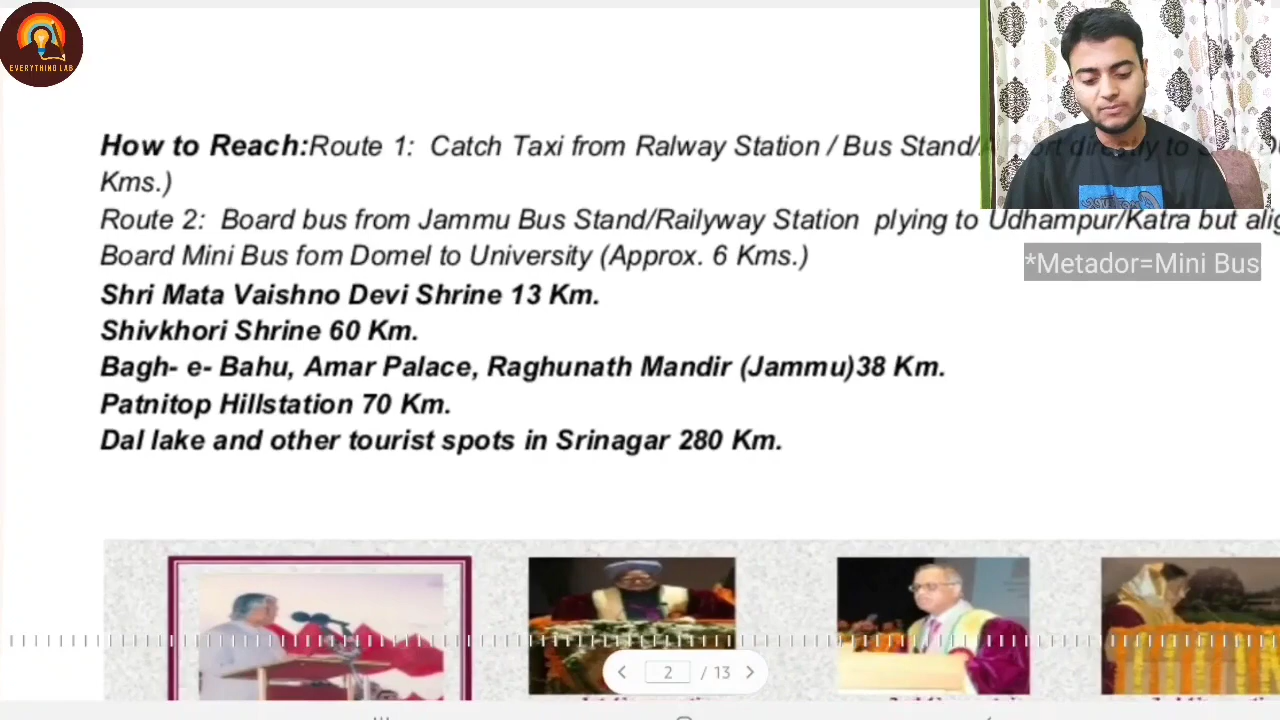 EVERYTHING LAB
How to Reach:Route 1: Catch Taxi from Ralway Station / Bus Stand/ directly to
Kms.)
Route 2: Board bus from Jammu Bus Stand/Railyway Station plying to Udhampur/Katra but
Board Mini Bus fom Domel to University (Approx. 6 Kms.)
*Metador=Mini Bus
Shri Mata Vaishno Devi Shrine 13 Km.
Shivkhori Shrine 60 Km.
Bagh- e- Bahu, Amar Palace, Raghunath Mandir (Jammu)38 Km.
Patnitop Hillstation 70 Km.
Dal lake and other tourist spots in Srinagar 280 Km.
2 / 13